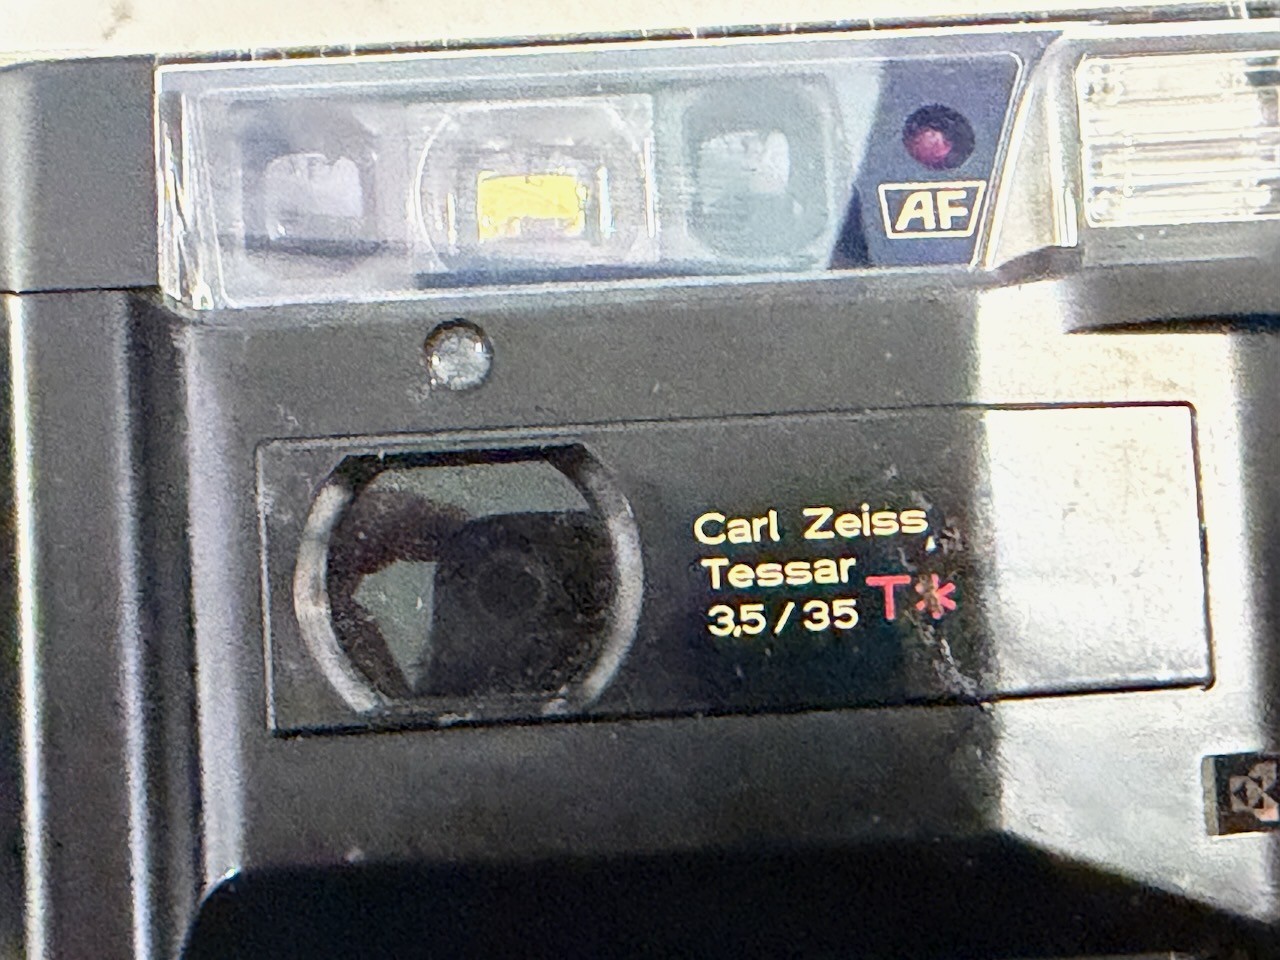 AF
Carl Zeiss
Tessar T*
3,5/35